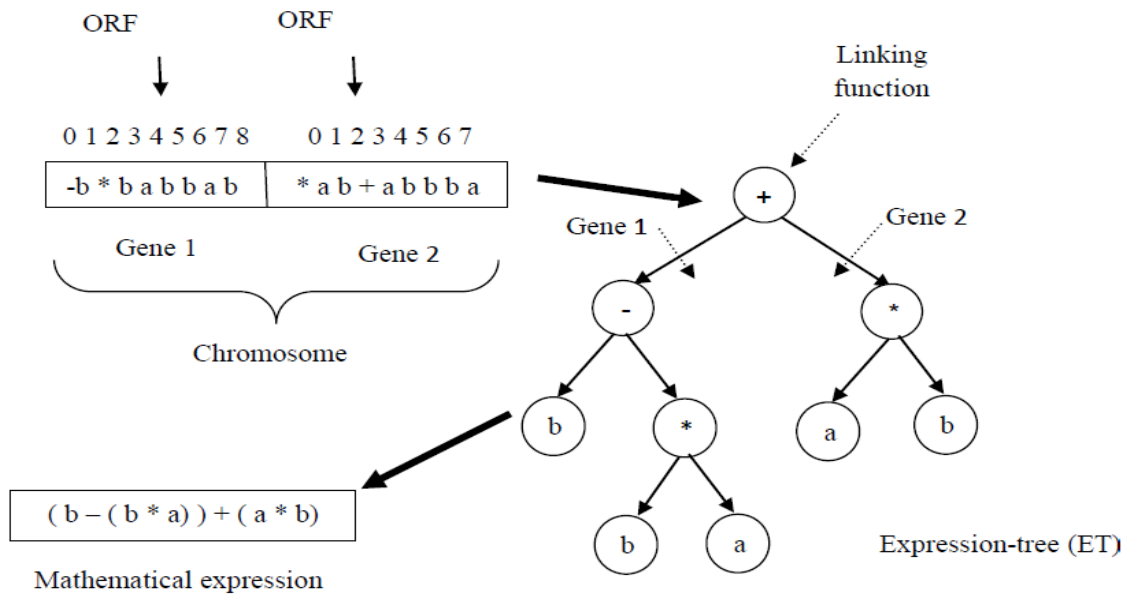 ORF
ORF
0 1 2 3 4 5 6 7 8
0 1 2 3 4 5 6 7
-b * b a b b a b
* a b + a b b b a
Gene 1
Gene 2
Chromosome
Linking
function
+
Gene 1
Gene 2
-
*
b
*
a
b
b
a
( b – ( b * a) ) + ( a * b)
Expression-tree (ET)
Mathematical expression